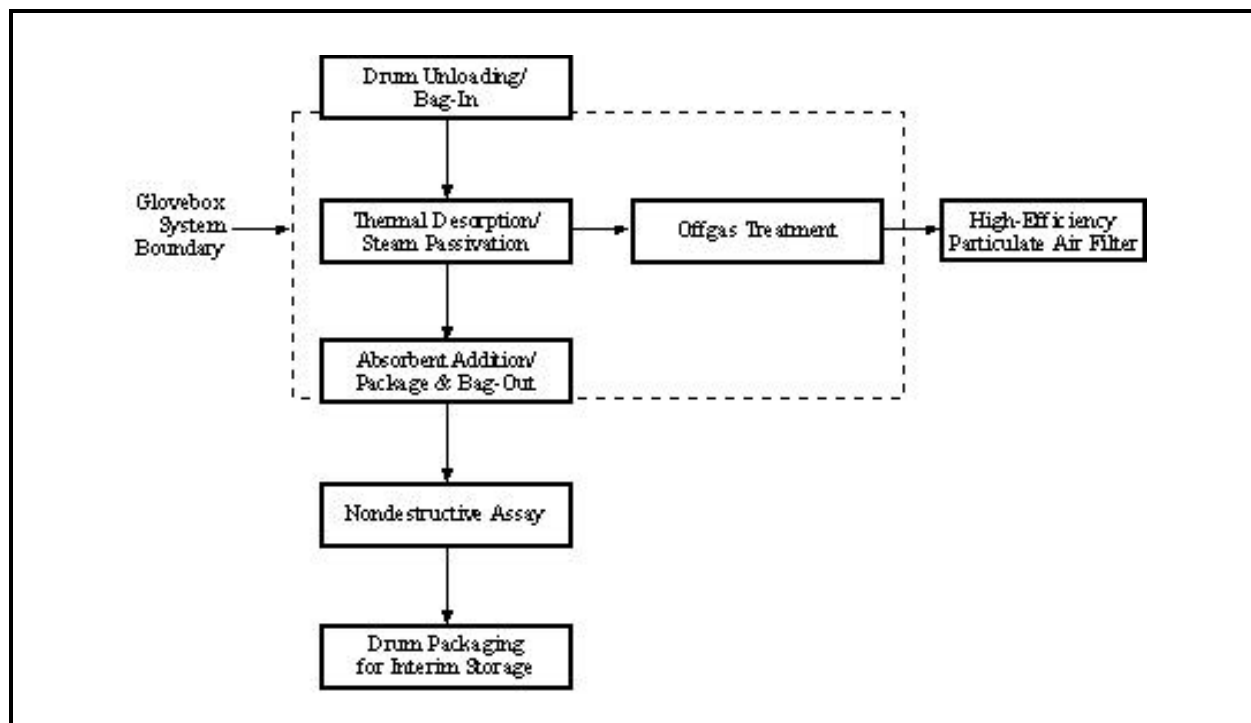 Drum Unloading/
Bag-In
Glovebox
System
Boundary
Thermal Desorption/
Steam Passivation
Offgas Treatment
High-Efficiency
Particulate Air Filter
Absorbent Addition/
Package & Bag-Out
Nondestructive Assay
Drum Packaging
for Interim Storage